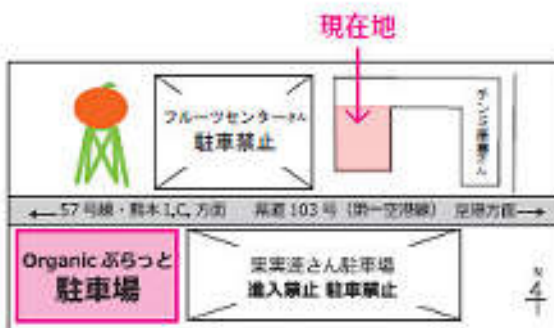 現在地
フルーツセンターさん
駐車禁止
←57号線・熊本I.C.方面 県道103号(第一空港線) 空港方面→
Organic ぷらっと
駐車場
果実道さん駐車場
進入禁止 駐車禁止
N